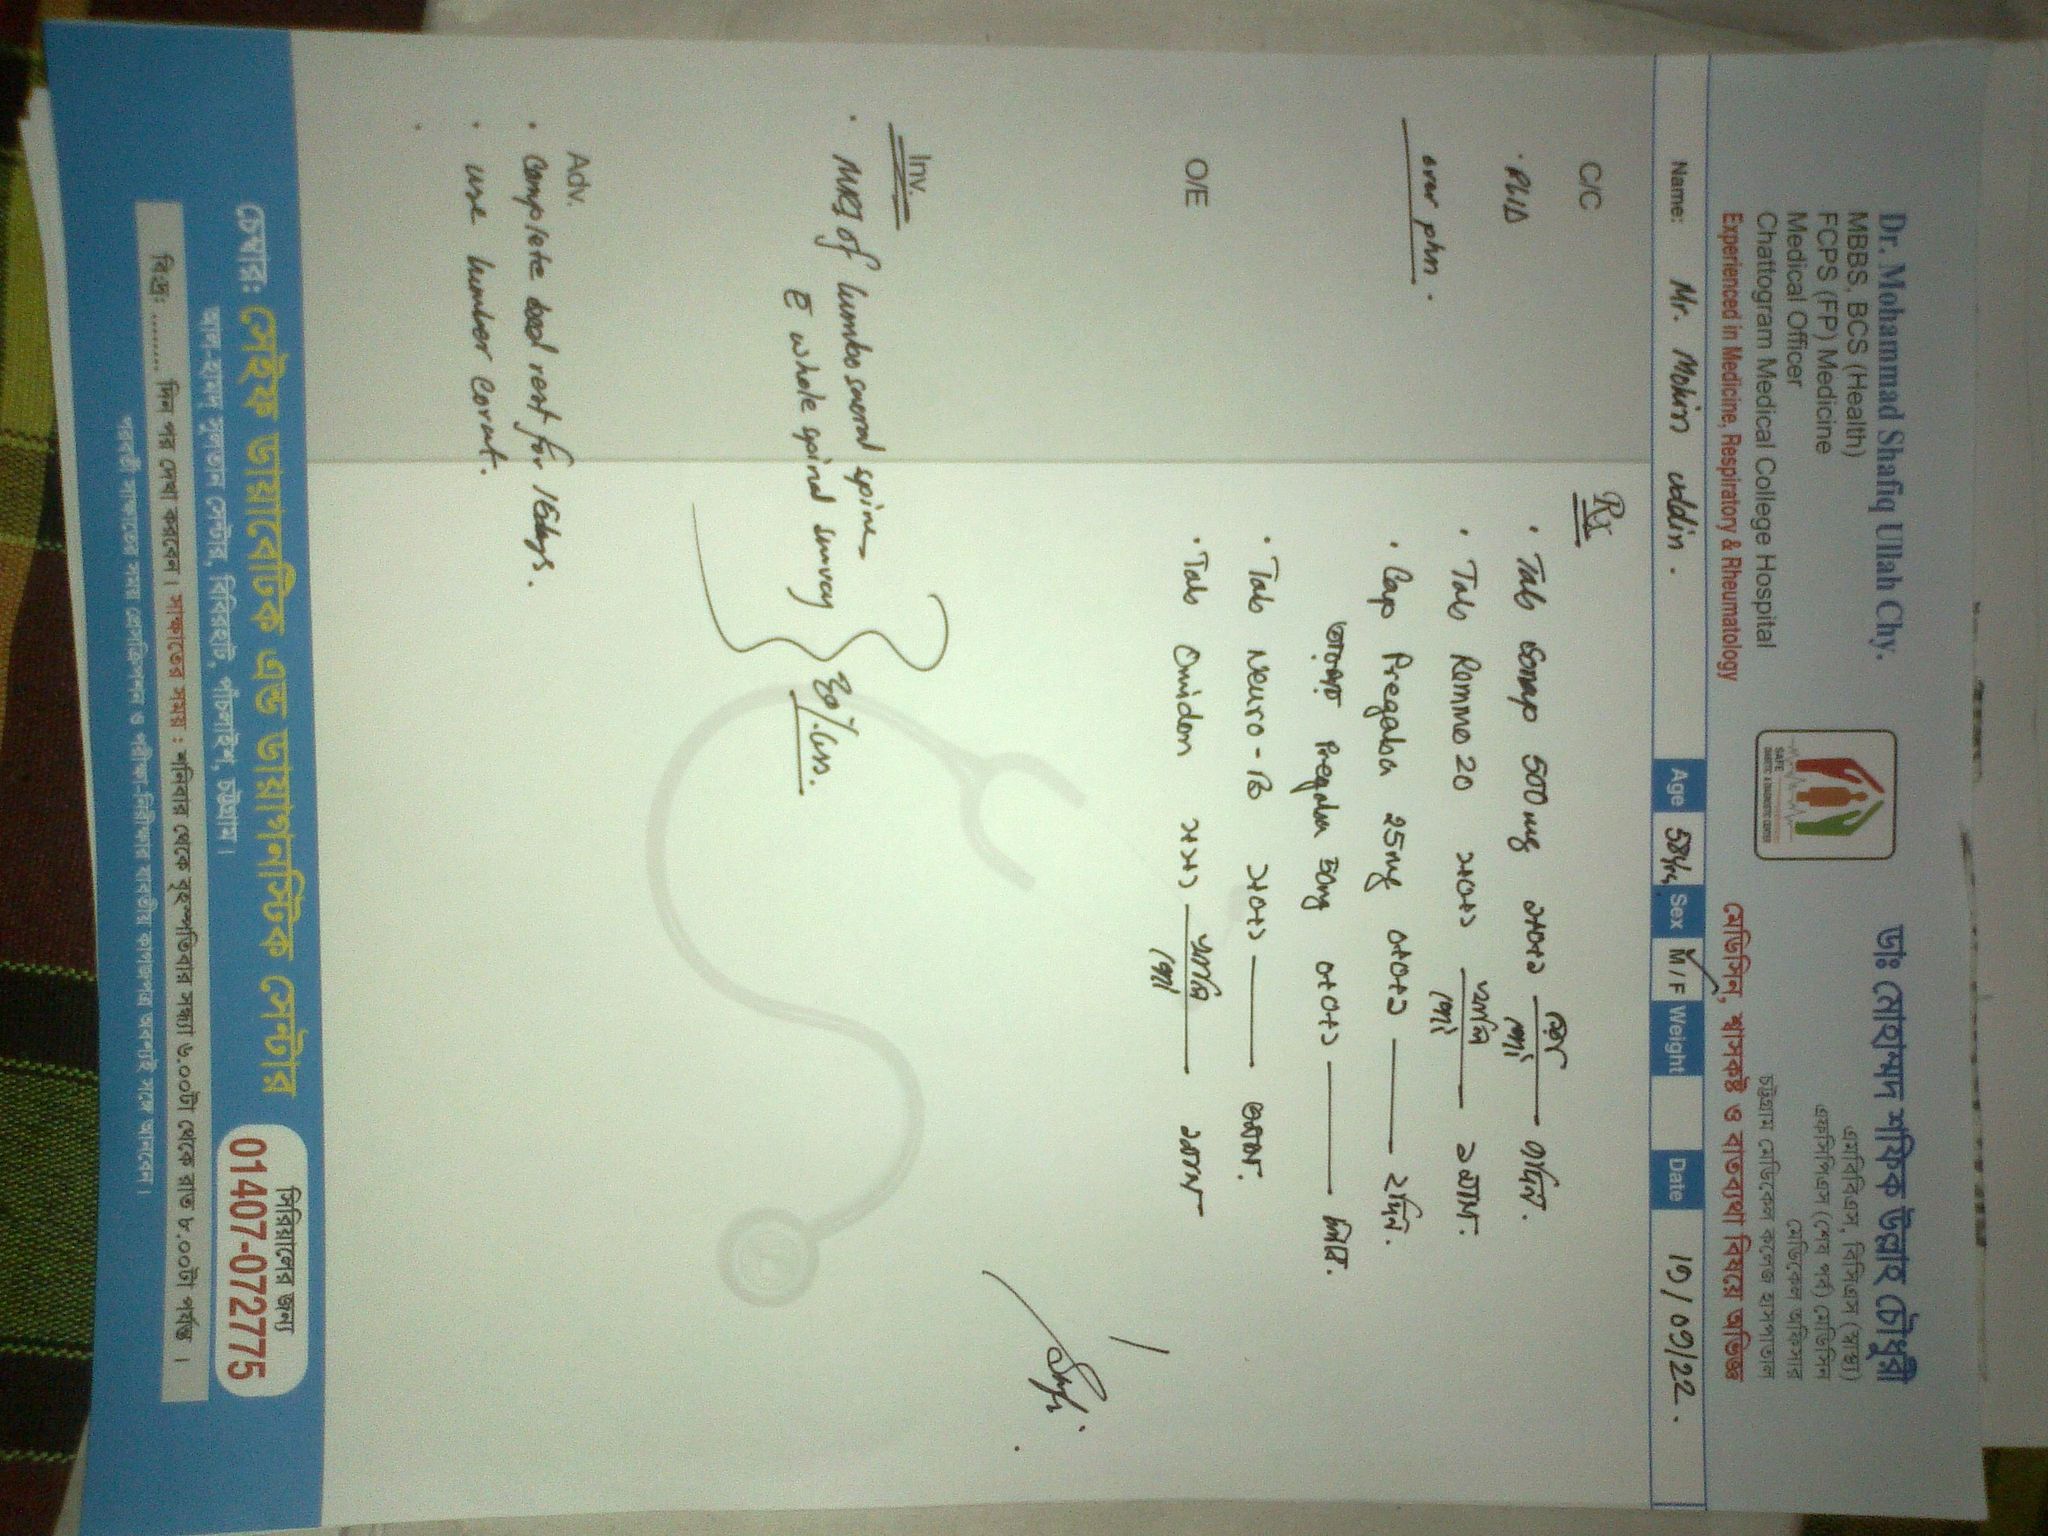 Dr. Mohammad Shafiq Ullah Chy.
MBBS, BCS (Health)
FCPS (FP) Medicine
Medical Officer
Chattogram Medical College Hospital
Experienced in Medicine, Respiratory & Rheumatology
SAFE
DIABETIC & DIAGNOSTIC CENTER
ডাঃ মোহাম্মদ শফিক উল্লাহ চৌধুরী
এমবিবিএস, বিসিএস (স্বাস্থ্য)
এফসিপিএস (শেষ পর্ব) মেডিসিন
মেডিকেল অফিসার
চট্টগ্রাম মেডিকেল কলেজ হাসপাতাল
মেডিসিন, শ্বাসকষ্ট ও বাতব্যথা বিষয়ে অভিজ্ঞ
Name: Mr. Mohin uddin. Age 58yrs Sex M / F Weight Date 19/09/22.
C/C
PLID
over phn.
O/E
Inv.
MRI of lumbosacral spine
c̄ whole spinal survey
30% less.
Adv.
complete bed rest for 15days.
use lumber corset.
Rx
Tab Sonap 500mg ১+০+১ দিন.
Tab Remmo 20 ১+০+১ খালি পেটে ১ মাস.
Cap Pregaba 25mg ০+০+১ ২দিন.
তারপর Pregaba 50mg ০+০+১ চলবে.
Tab Neuro-B ১+০+১ মাস.
Tab Omidon ১+১+১ খালি পেটে ১মাস
চেম্বার: সেইফ ডায়াবেটিক এন্ড ডায়াগনস্টিক সেন্টার
আল-হামদ্ সুলতান সেন্টার, বিবিরহাট, পাঁচলাইশ, চট্টগ্রাম।
সিরিয়ালের জন্য
01407-072775
বি:দ্র: ........ দিন পর দেখা করবেন। সাক্ষাতের সময় : শনিবার থেকে বৃহস্পতিবার সন্ধ্যা ৬.০০টা থেকে রাত ৮.০০টা পর্যন্ত ।
পরবর্তী সাক্ষাতের সময় প্রেসক্রিপশন ও পরীক্ষা-নিরীক্ষার যাবতীয় কাগজপত্র অবশ্যই সঙ্গে আনবেন।